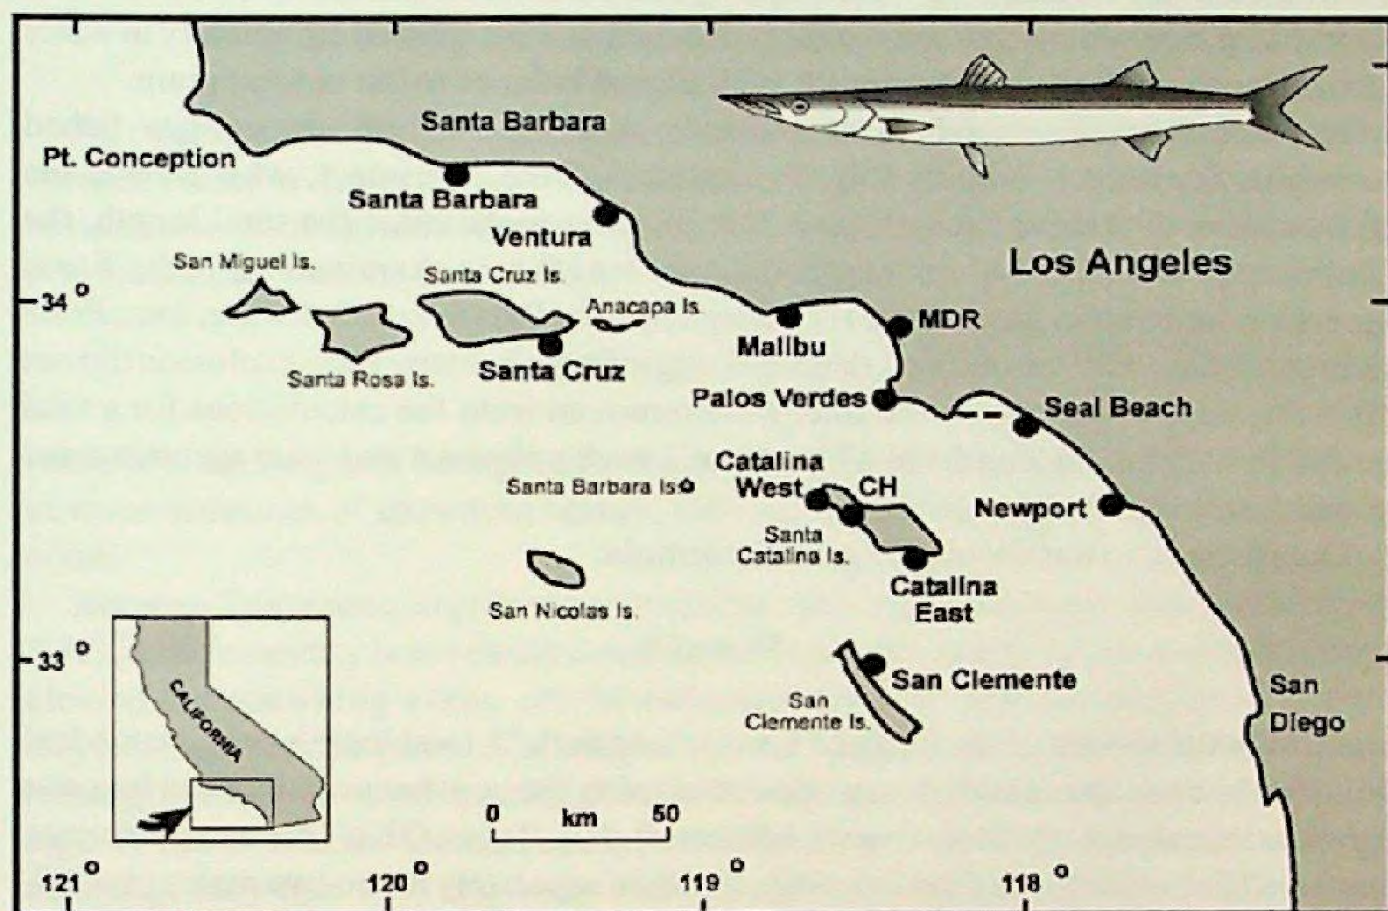 Santa Barbara
Pt. Conception
Santa Barbara
Ventura
San Miguel Is.
Santa Cruz Is.
Los Angeles
34°
Anacapa Is.
MDR
Malibu
Santa Rosa Is.
Santa Cruz
Palos Verdes
Seal Beach
Catalina
West
CH
Santa Barbara Is.
Newport
Santa
Catalina Is.
San Nicolas Is.
Catalina
East
33°
San Clemente
San
Clemente Is.
San
Diego
CALIFORNIA
0 km 50
121° 120° 119° 118°